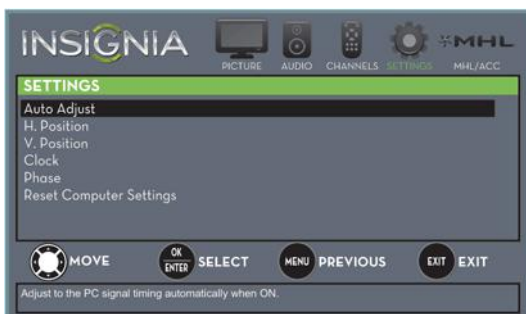 INSIGNIA
PICTURE AUDIO CHANNELS SETTINGS MHL/ACC
MHL
SETTINGS
Auto Adjust
H. Position
V. Position
Clock
Phase
Reset Computer Settings
MOVE OK ENTER SELECT MENU PREVIOUS EXIT EXIT
Adjust to the PC signal timing automatically when ON.